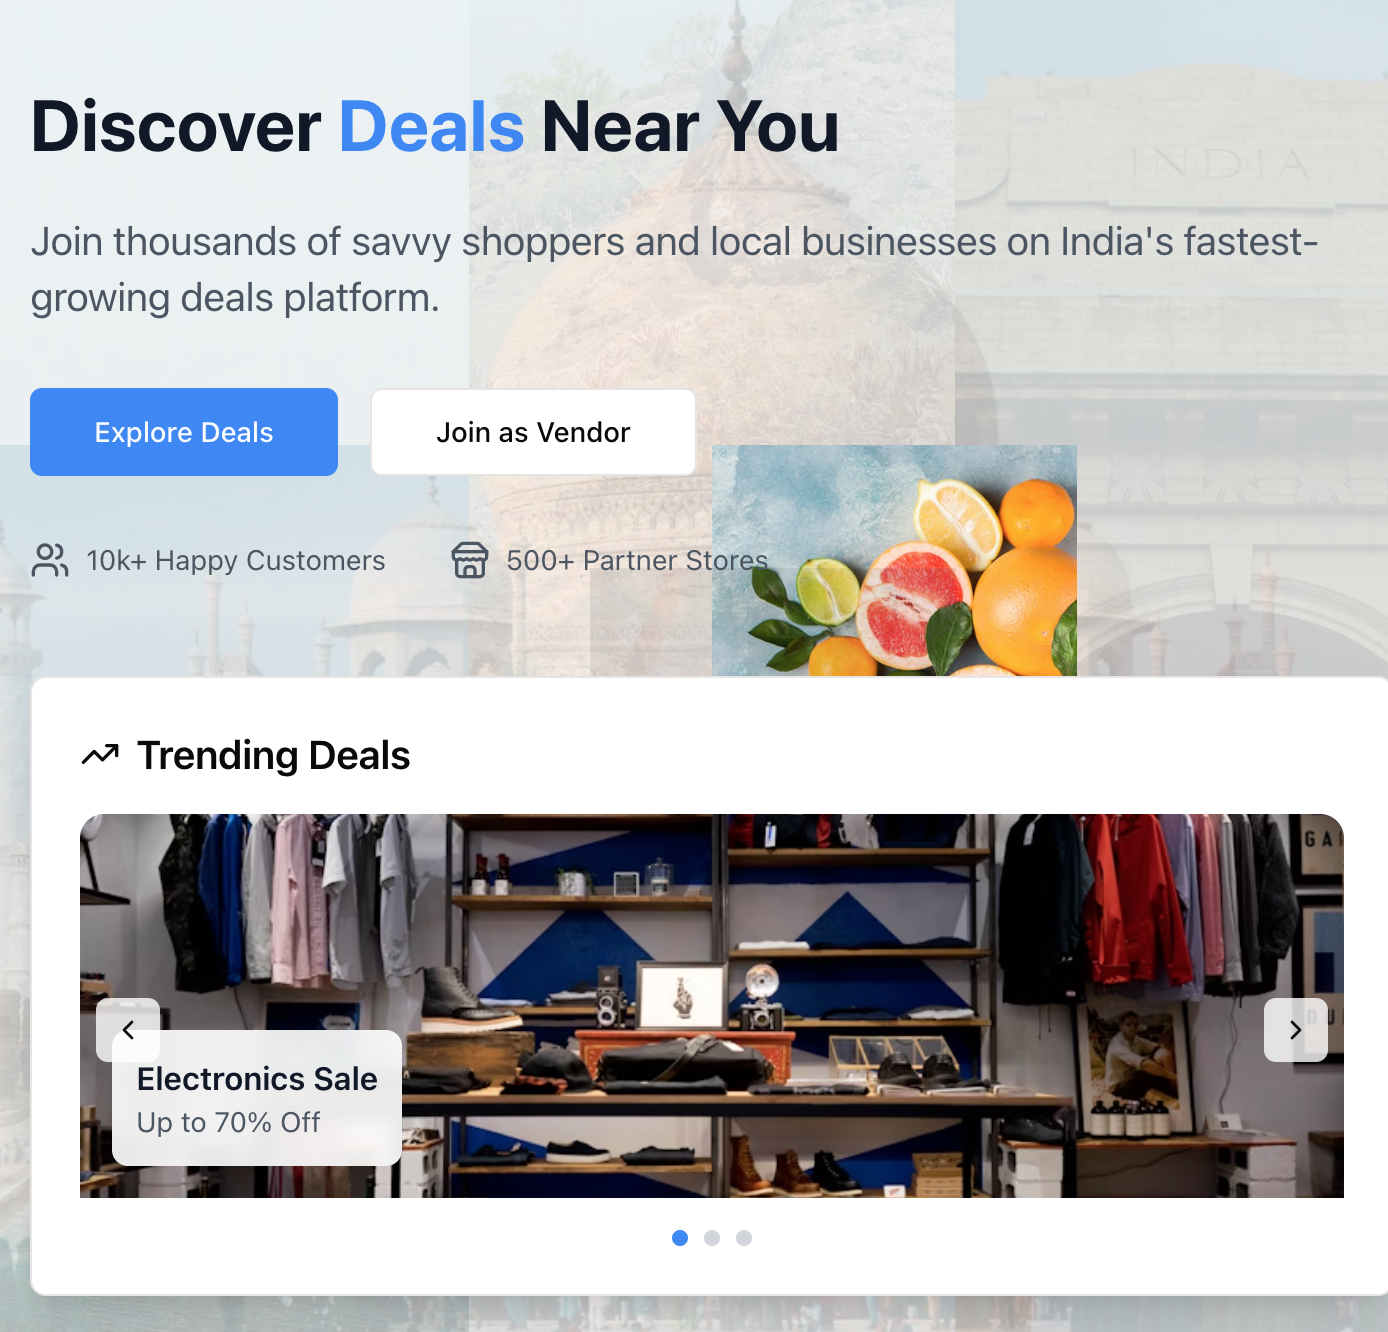 Discover Deals Near You
INDIA
Join thousands of savvy shoppers and local businesses on India's fastest-
growing deals platform.
Explore Deals
Join as Vendor
10k+ Happy Customers
500+ Partner Stores
Trending Deals
Electronics Sale
Up to 70% Off